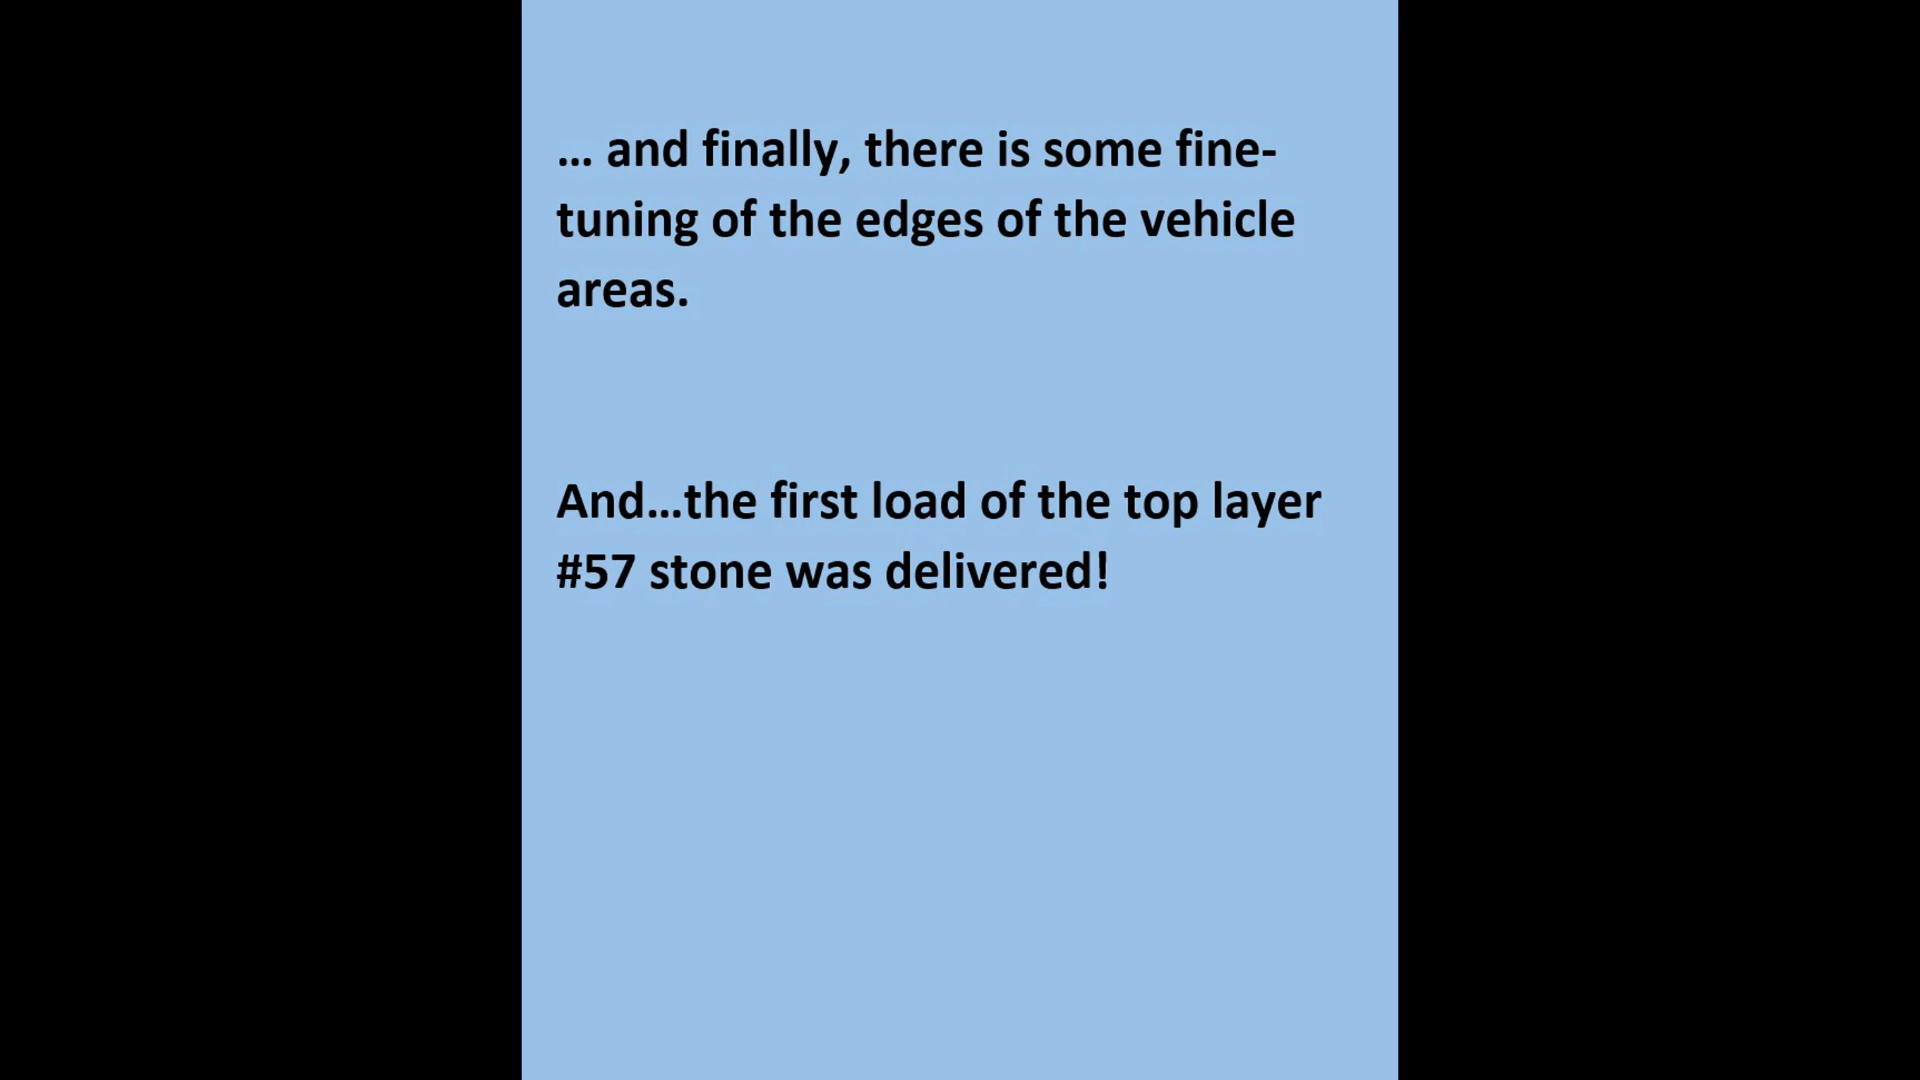 ... and finally, there is some fine-
tuning of the edges of the vehicle
areas.
And...the first load of the top layer
#57 stone was delivered!